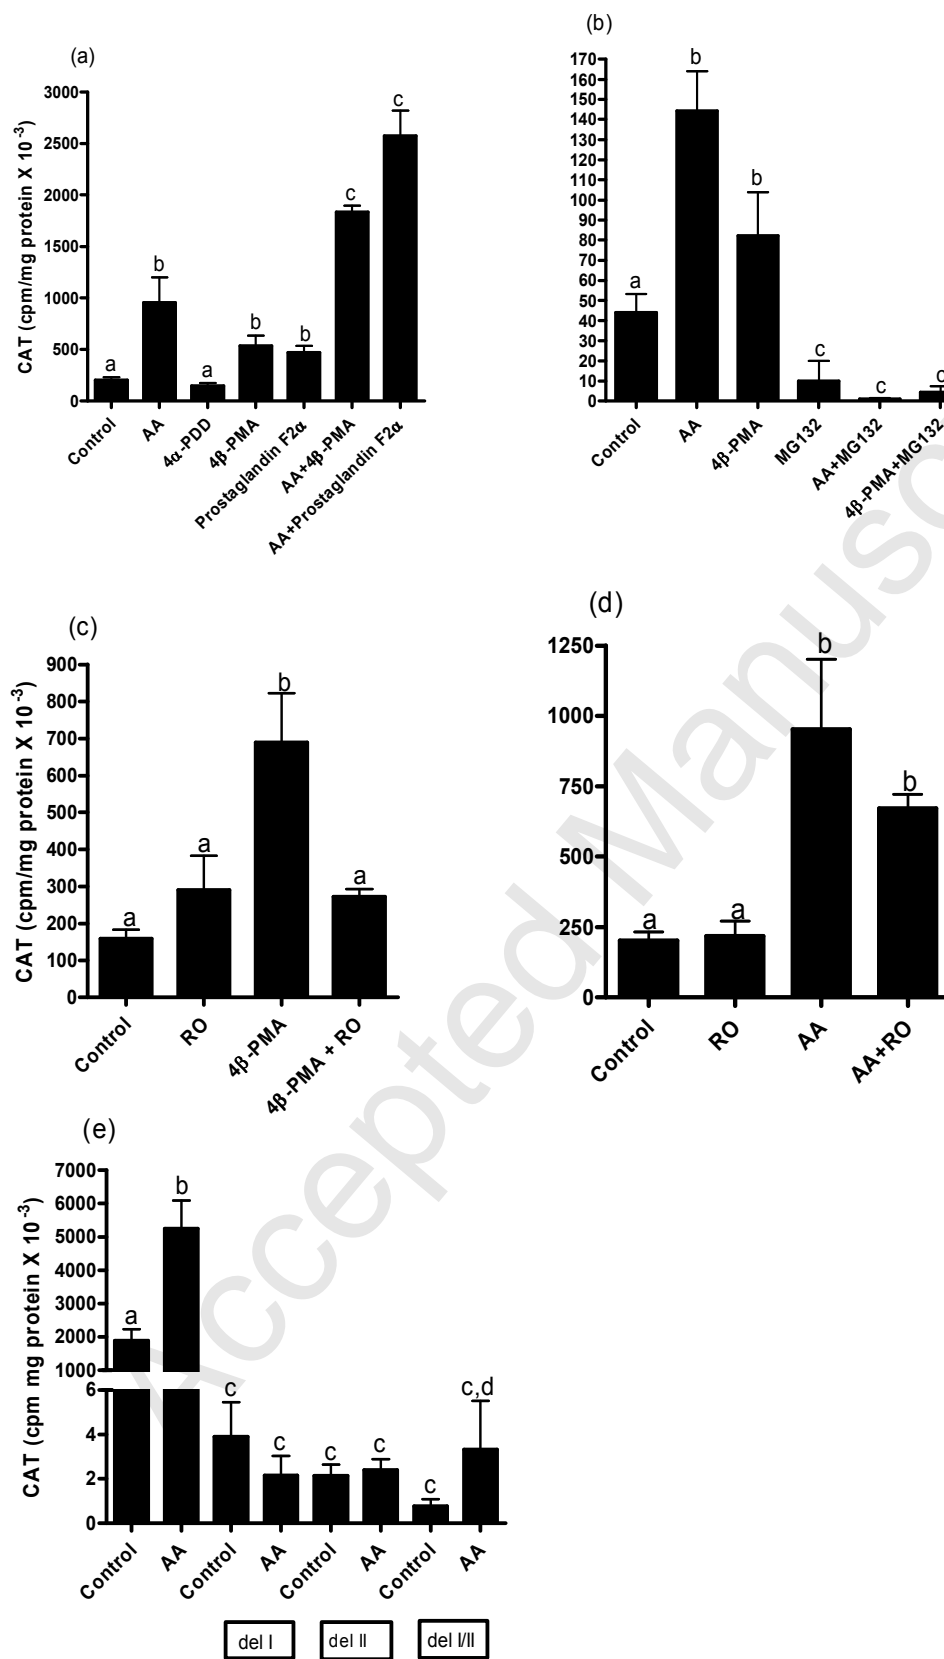 (a)
CAT (cpm/mg protein X 10⁻³)
3000
2500
2000
1500
1000
500
0
a
b
a
b
b
c
c
Control
AA
4α-PDD
4β-PMA
Prostaglandin F2α
AA+4β-PMA
AA+Prostaglandin F2α
(b)
170
160
150
140
130
120
110
100
90
80
70
60
50
40
30
20
10
0
a
b
b
c
c
c
Control
AA
4β-PMA
MG132
AA+MG132
4β-PMA+MG132
(c)
CAT (cpm/mg protein X 10⁻³)
900
800
700
600
500
400
300
200
100
0
a
a
b
a
Control
RO
4β-PMA
4β-PMA + RO
(d)
1250
1000
750
500
250
0
a
a
b
b
Control
RO
AA
AA+RO
(e)
CAT (cpm mg protein X 10⁻³)
7000
6000
5000
4000
3000
2000
1000
6
4
2
0
a
b
c
c
c
c
c
c,d
Control
AA
Control
AA
Control
AA
Control
AA
del I
del II
del I/II
Accepted Manusc